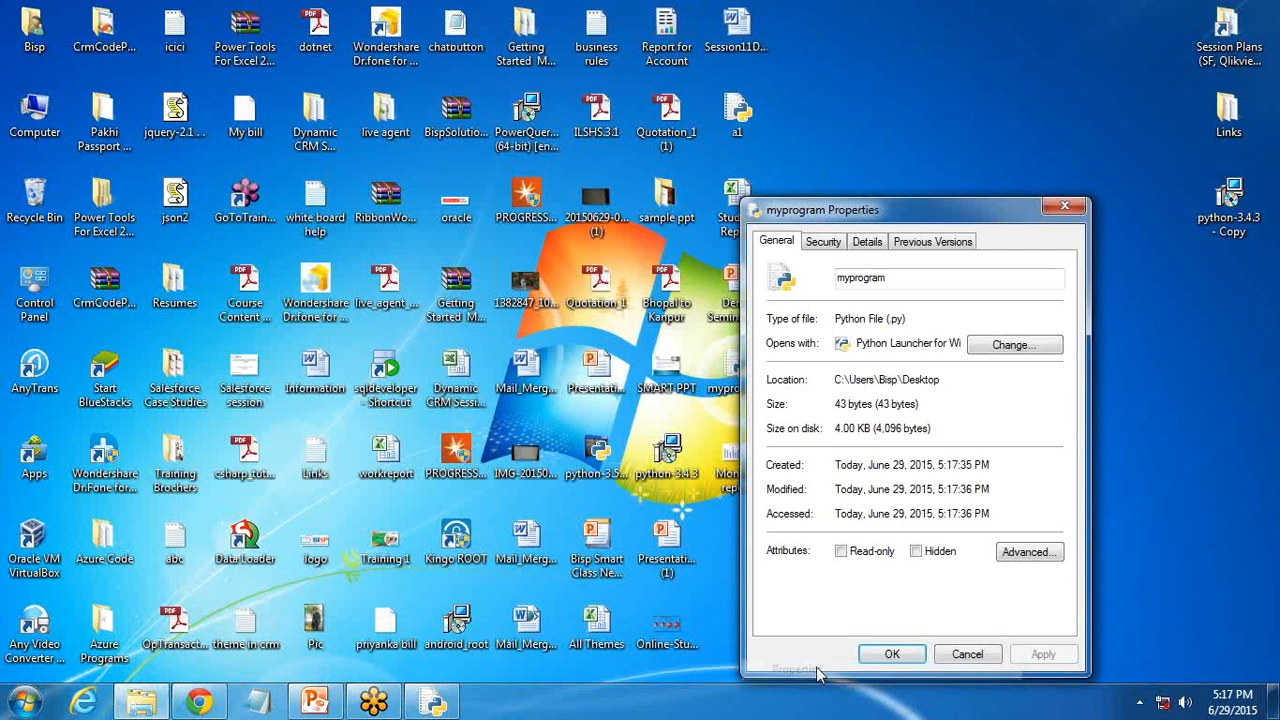 Bisp
CrmCodeP...
icici
Power Tools
For Excel 2...
dotnet
Wondershare
Dr.fone for ...
chatbutton
Getting
Started M...
business
rules
Report for
Account
Session11D...
Session Plans
(SF, Qlikvie...
Computer
Pakhi
Passport ...
jquery-2.1....
My bill
Dynamic
CRM S...
live agent
BispSolutio...
PowerQuer...
(64-bit) [en...
ILSHS.3.1
Quotation_1
(1)
a1
Links
Recycle Bin
Power Tools
For Excel 2...
json2
GoToTrain...
white board
help
RibbonWo...
oracle
PROGRESS...
20150629-0...
(1)
sample ppt
python-3.4.3
- Copy
Control
Panel
CrmCodeP...
Resumes
Course
Content ...
Wondershare
Dr.fone for ...
live_agent_...
Getting
Started M...
1382847_10...
Quotation_1
Bhopal to
Kanpur
AnyTrans
Start
BlueStacks
Salesforce
Case Studies
Salesforce
session
Information
sqldeveloper
- Shortcut
Dynamic
CRM Sessi...
Mail_Merg...
Presentati...
SMART PPT
Apps
Wondershare
Dr.Fone for...
Training
Brochers
csharp_tut...
Links
workreport
PROGRESS...
IMG-20150...
python-3.5...
python-3.4.3
Oracle VM
VirtualBox
Azure Code
abc
Data Loader
logo
Training 1
Kingo ROOT
Mail_Merg...
Bisp Smart
Class Ne...
Presentati...
(1)
Any Video
Converter ...
Azure
Programs
OpTransact...
theme in crm
Pic
priyanka bill
android_root
Mail_Merg...
All Themes
Online-Stu...
myprogram Properties
General
Security
Details
Previous Versions
myprogram
Type of file:
Python File (.py)
Opens with:
Python Launcher for Wi
Change...
Location:
C:\Users\Bisp\Desktop
Size:
43 bytes (43 bytes)
Size on disk:
4.00 KB (4,096 bytes)
Created:
Today, June 29, 2015, 5:17:35 PM
Modified:
Today, June 29, 2015, 5:17:36 PM
Accessed:
Today, June 29, 2015, 5:17:36 PM
Attributes:
Read-only
Hidden
Advanced...
OK
Cancel
Apply
5:17 PM
6/29/2015